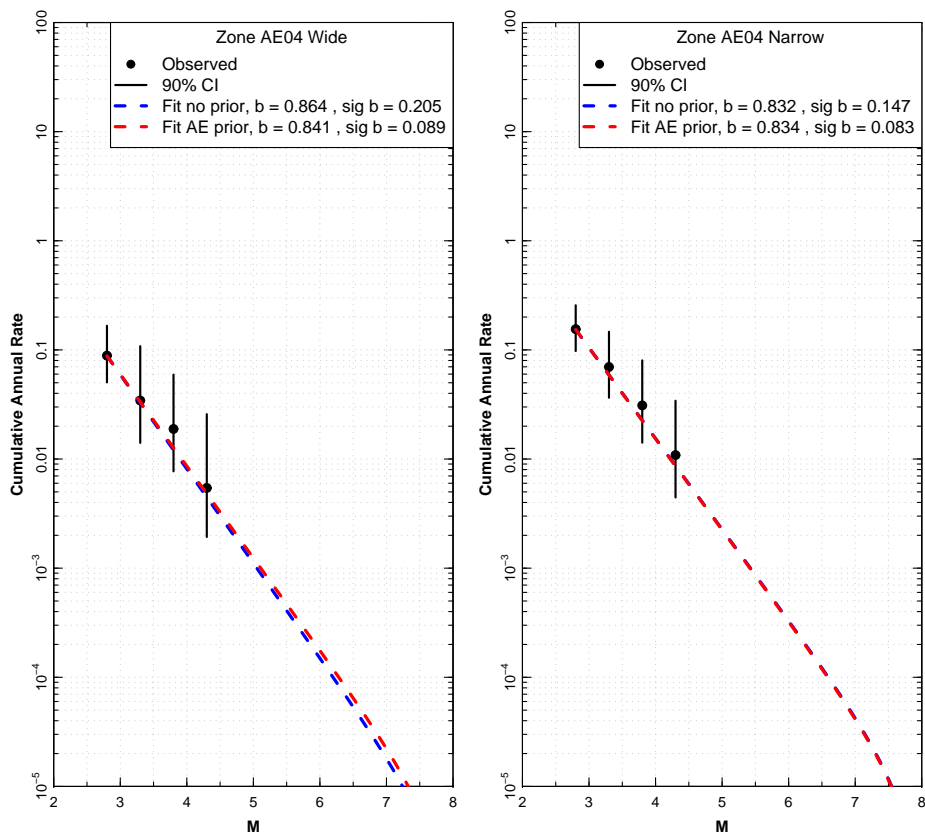 Zone AE04 Wide
Observed
90% CI
Fit no prior, b = 0.864 , sig b = 0.205
Fit AE prior, b = 0.841 , sig b = 0.089
100
10
1
0.1
0.01
10−3
10−4
10−5
Cumulative Annual Rate
2 3 4 5 6 7 8
M
Zone AE04 Narrow
Observed
90% CI
Fit no prior, b = 0.832 , sig b = 0.147
Fit AE prior, b = 0.834 , sig b = 0.083
100
10
1
0.1
0.01
10−3
10−4
10−5
Cumulative Annual Rate
2 3 4 5 6 7 8
M